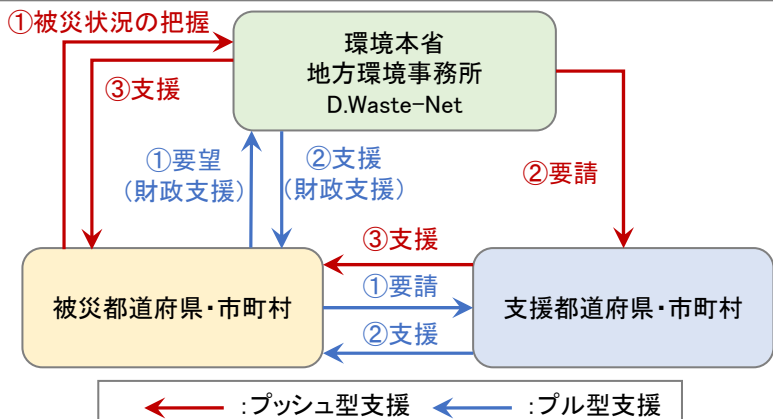 ①被災状況の把握
環境本省
地方環境事務所
D.Waste-Net
③支援
①要望
(財政支援)
②支援
(財政支援)
②要請
③支援
被災都道府県・市町村
①要請
支援都道府県・市町村
②支援
:プッシュ型支援
:プル型支援